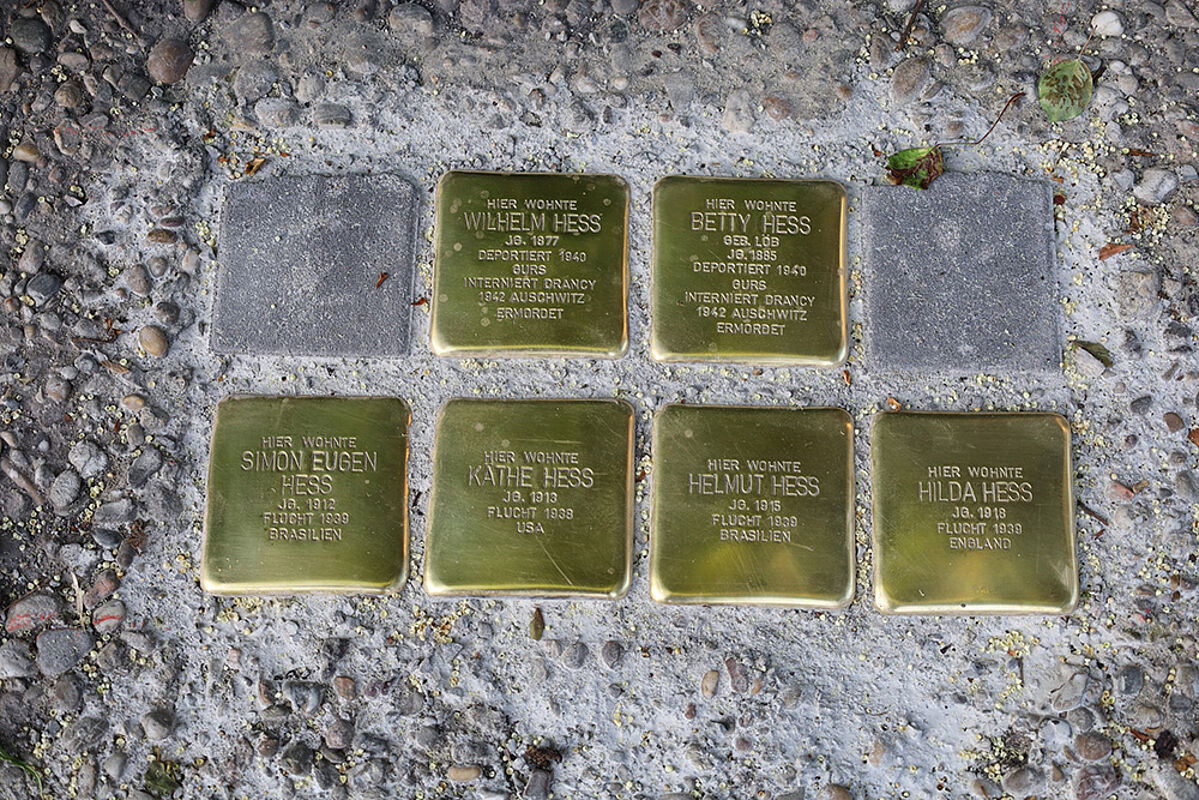 HIER WOHNTE
WILHELM HESS
JG. 1877
DEPORTIERT 1940
GURS
INTERNIERT DRANCY
1942 AUSCHWITZ
ERMORDET
HIER WOHNTE
BETTY HESS
GEB. LÖB
JG. 1885
DEPORTIERT 1940
GURS
INTERNIERT DRANCY
1942 AUSCHWITZ
ERMORDET
HIER WOHNTE
SIMON EUGEN
HESS
JG. 1912
FLUCHT 1939
BRASILIEN
HIER WOHNTE
KÄTHE HESS
JG. 1913
FLUCHT 1938
USA
HIER WOHNTE
HELMUT HESS
JG. 1915
FLUCHT 1939
BRASILIEN
HIER WOHNTE
HILDA HESS
JG. 1918
FLUCHT 1939
ENGLAND